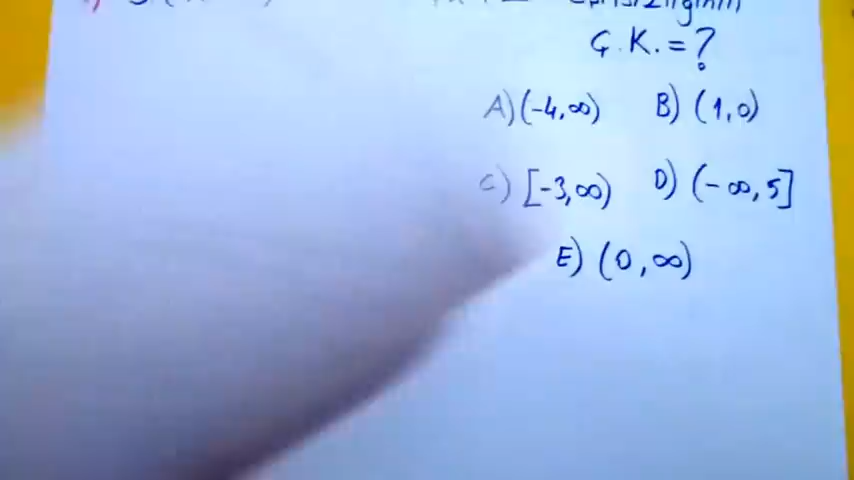 Ç.K.=?
A) (-4,∞) B) (1,0)
C) [-3,∞) D) (-∞,5]
E) (0,∞)